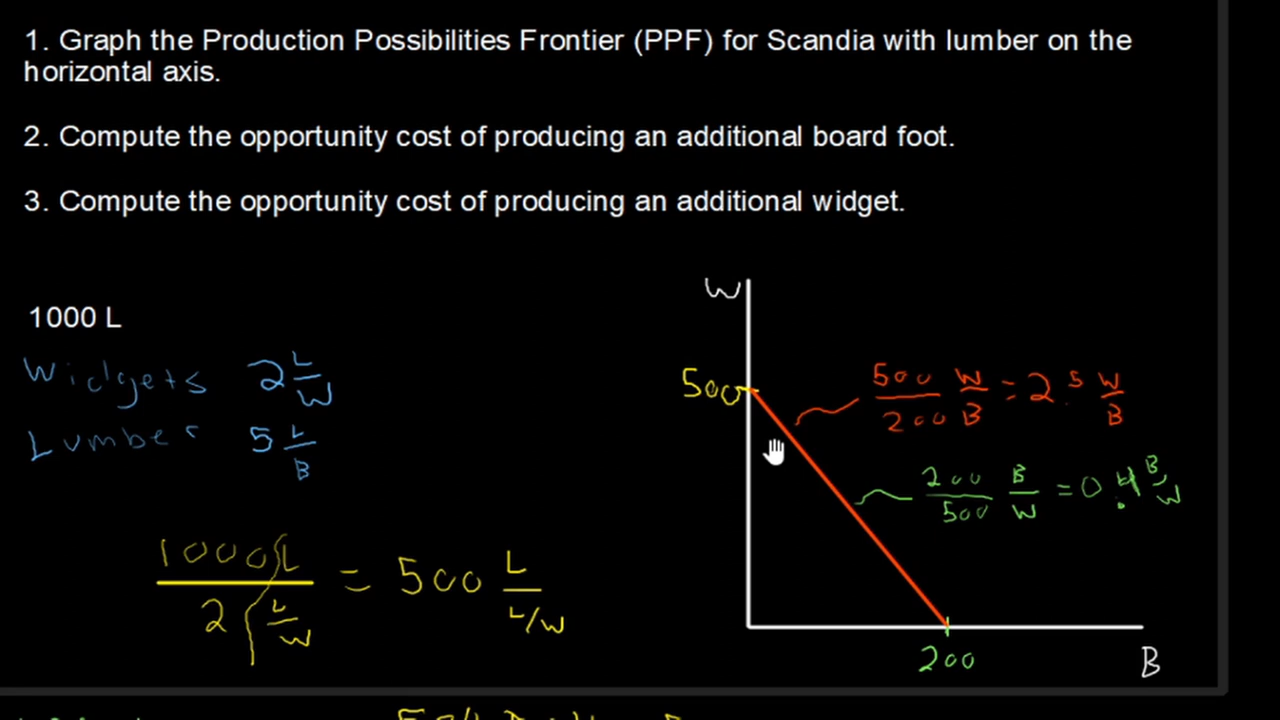 1. Graph the Production Possibilities Frontier (PPF) for Scandia with lumber on the
horizontal axis.
2. Compute the opportunity cost of producing an additional board foot.
3. Compute the opportunity cost of producing an additional widget.
1000 L
Widgets 2 L/W
Lumber 5 L/B
1000 L / 2 L/W = 500 L / L/W
W
500
500/200 W/B = 2.5 W/B
200/500 B/W = 0.4 B/W
200
B